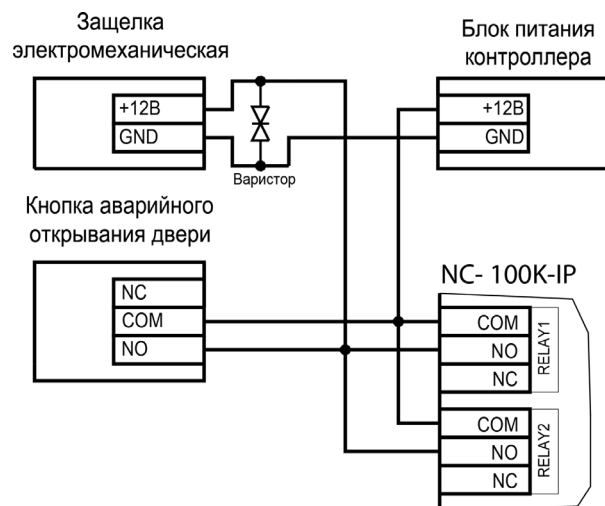 Защелка
электромеханическая
+12В
GND
Варистор
Блок питания
контроллера
+12В
GND
Кнопка аварийного
открывания двери
NC
COM
NO
NC- 100K-IP
COM
NO
NC
RELAY1
COM
NO
NC
RELAY2